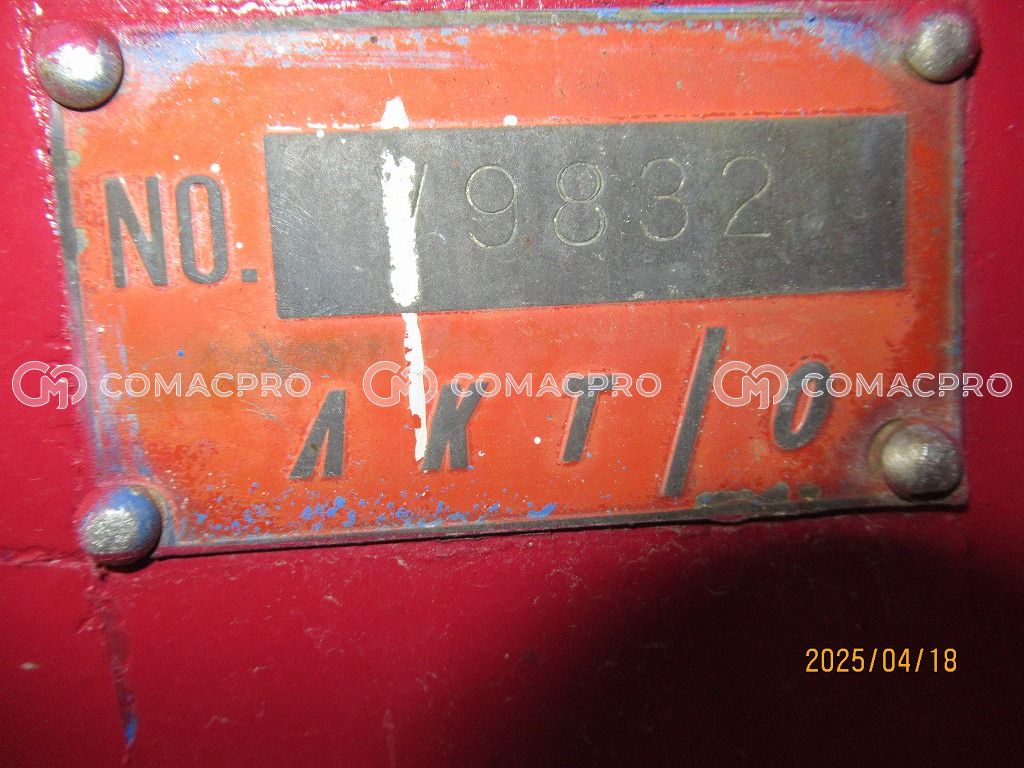 NO. 9832
AKT/O
COMACPRO COMACPRO COMACPRO
2025/04/18